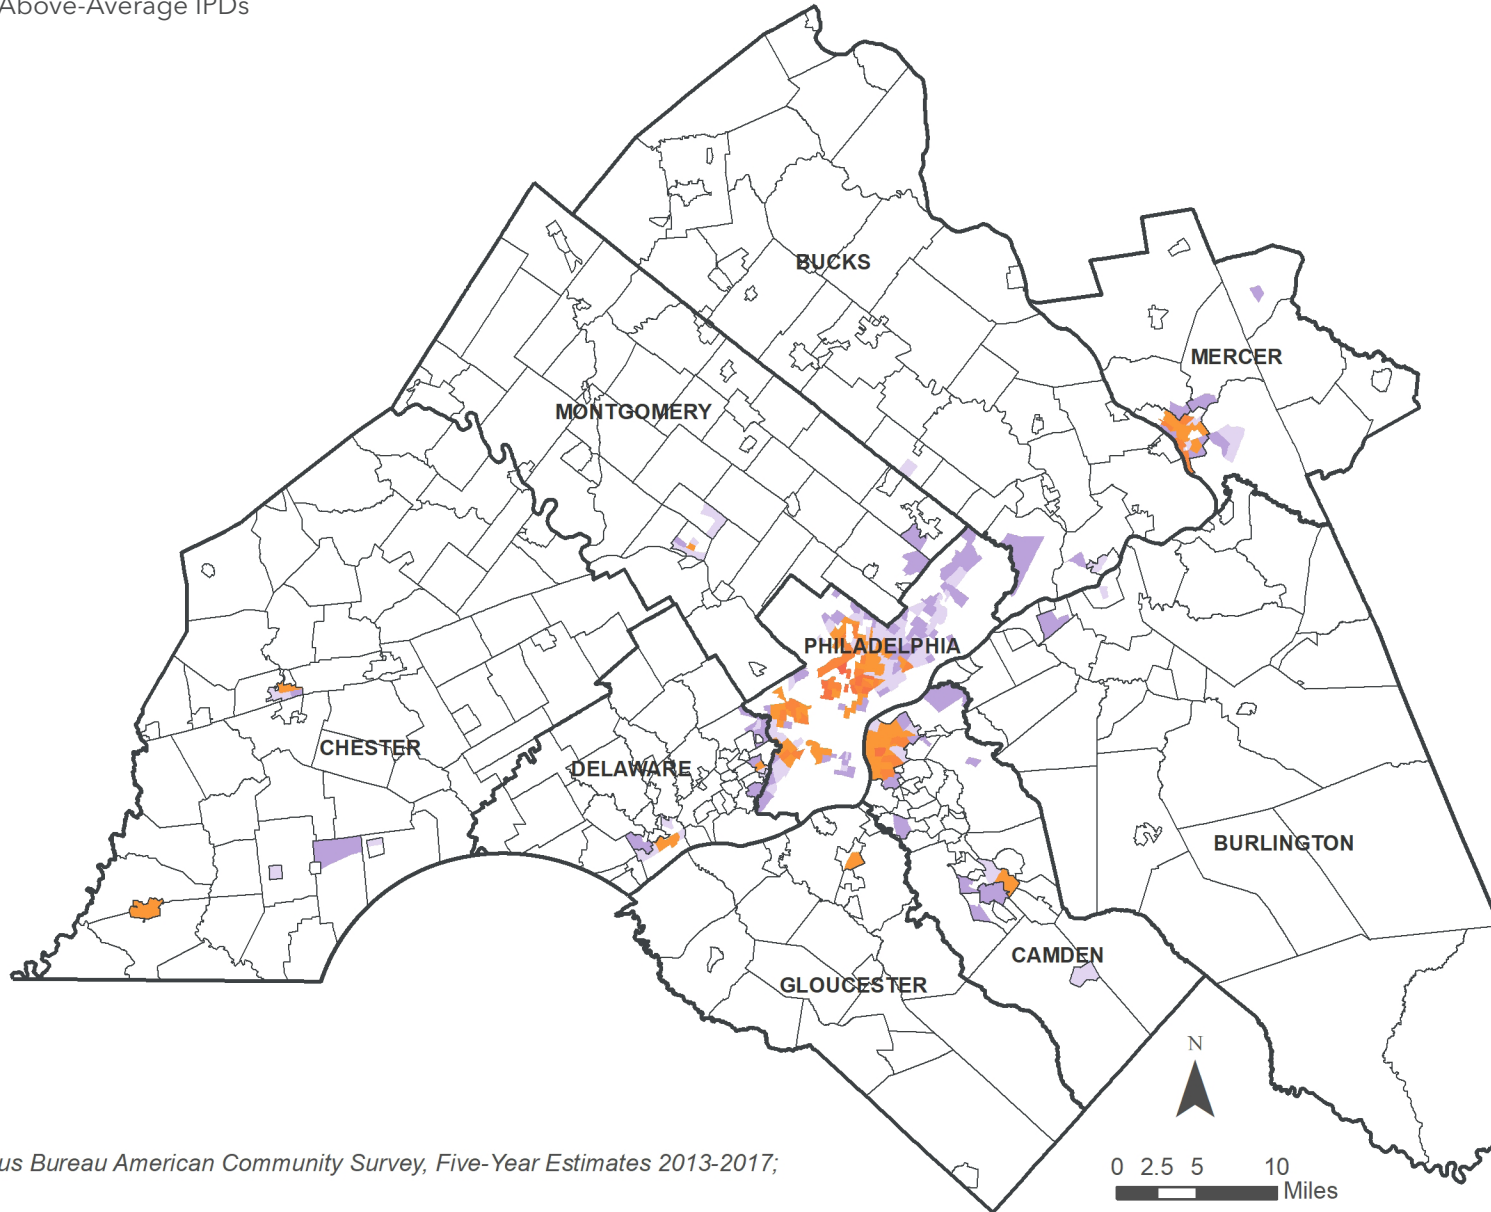 Above-Average IPDs
BUCKS
MERCER
MONTGOMERY
PHILADELPHIA
CHESTER
DELAWARE
BURLINGTON
CAMDEN
GLOUCESTER
N
us Bureau American Community Survey, Five-Year Estimates 2013-2017;
0 2.5 5 10
Miles